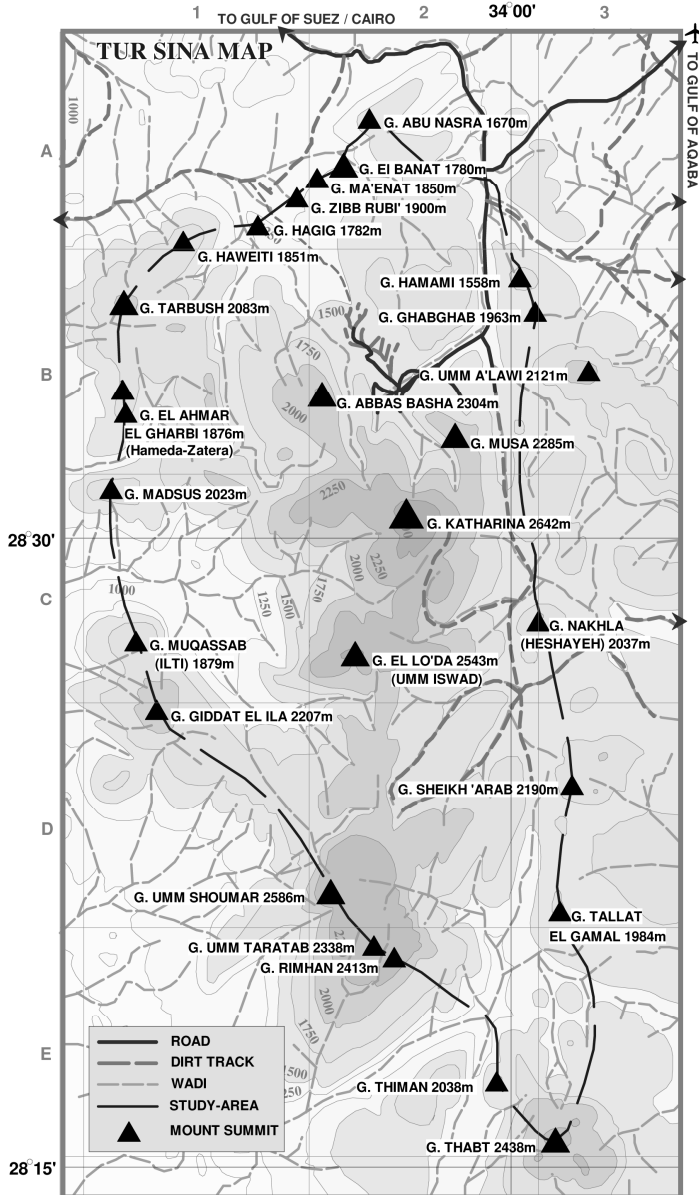 1
TO GULF OF SUEZ / CAIRO
2
34°00'
3
TUR SINA MAP
TO GULF OF AQABA
1000
A
G. ABU NASRA 1670m
G. El BANAT 1780m
G. MA'ENAT 1850m
G. ZIBB RUBI' 1900m
G. HAGIG 1782m
G. HAWEITI 1851m
G. HAMAMI 1558m
G. TARBUSH 2083m
1500
G. GHABGHAB 1963m
1750
B
G. UMM A'LAWI 2121m
G. ABBAS BASHA 2304m
2000
G. EL AHMAR
EL GHARBI 1876m
(Hameda-Zatera)
G. MUSA 2285m
G. MADSUS 2023m
2250
G. KATHARINA 2642m
28°30'
2000
2250
1000
1250
1500
1750
C
G. NAKHLA
(HESHAYEH) 2037m
G. MUQASSAB
(ILTI) 1879m
G. EL LO'DA 2543m
(UMM ISWAD)
G. GIDDAT EL ILA 2207m
G. SHEIKH 'ARAB 2190m
D
G. UMM SHOUMAR 2586m
G. TALLAT
EL GAMAL 1984m
G. UMM TARATAB 2338m
G. RIMHAN 2413m
2000
1750
E
ROAD
DIRT TRACK
WADI
STUDY-AREA
MOUNT SUMMIT
1500
250
G. THIMAN 2038m
G. THABT 2438m
28°15'